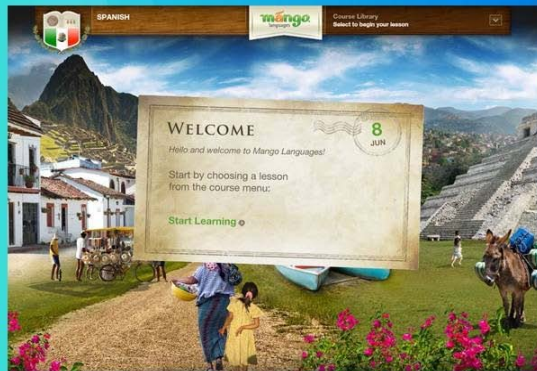 SPANISH
mango
languages
Course Library
Select to begin your lesson
WELCOME
8
JUN
Hello and welcome to Mango Languages!
Start by choosing a lesson
from the course menu:
Start Learning